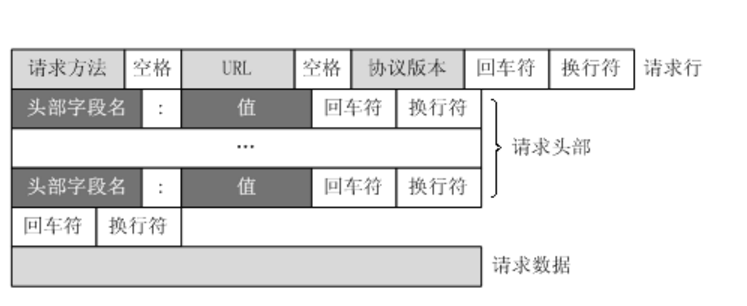 请求方法 空格 URL 空格 协议版本 回车符 换行符 请求行
头部字段名 : 值 回车符 换行符
… 请求头部
头部字段名 : 值 回车符 换行符
回车符 换行符
请求数据